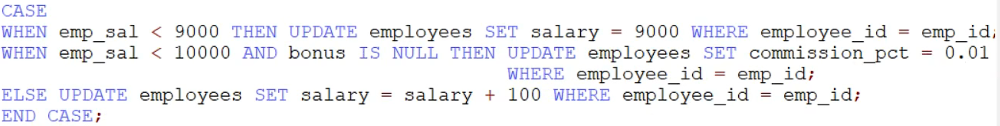 CASE
WHEN emp_sal < 9000 THEN UPDATE employees SET salary = 9000 WHERE employee_id = emp_id;
WHEN emp_sal < 10000 AND bonus IS NULL THEN UPDATE employees SET commission_pct = 0.01
WHERE employee_id = emp_id;
ELSE UPDATE employees SET salary = salary + 100 WHERE employee_id = emp_id;
END CASE;